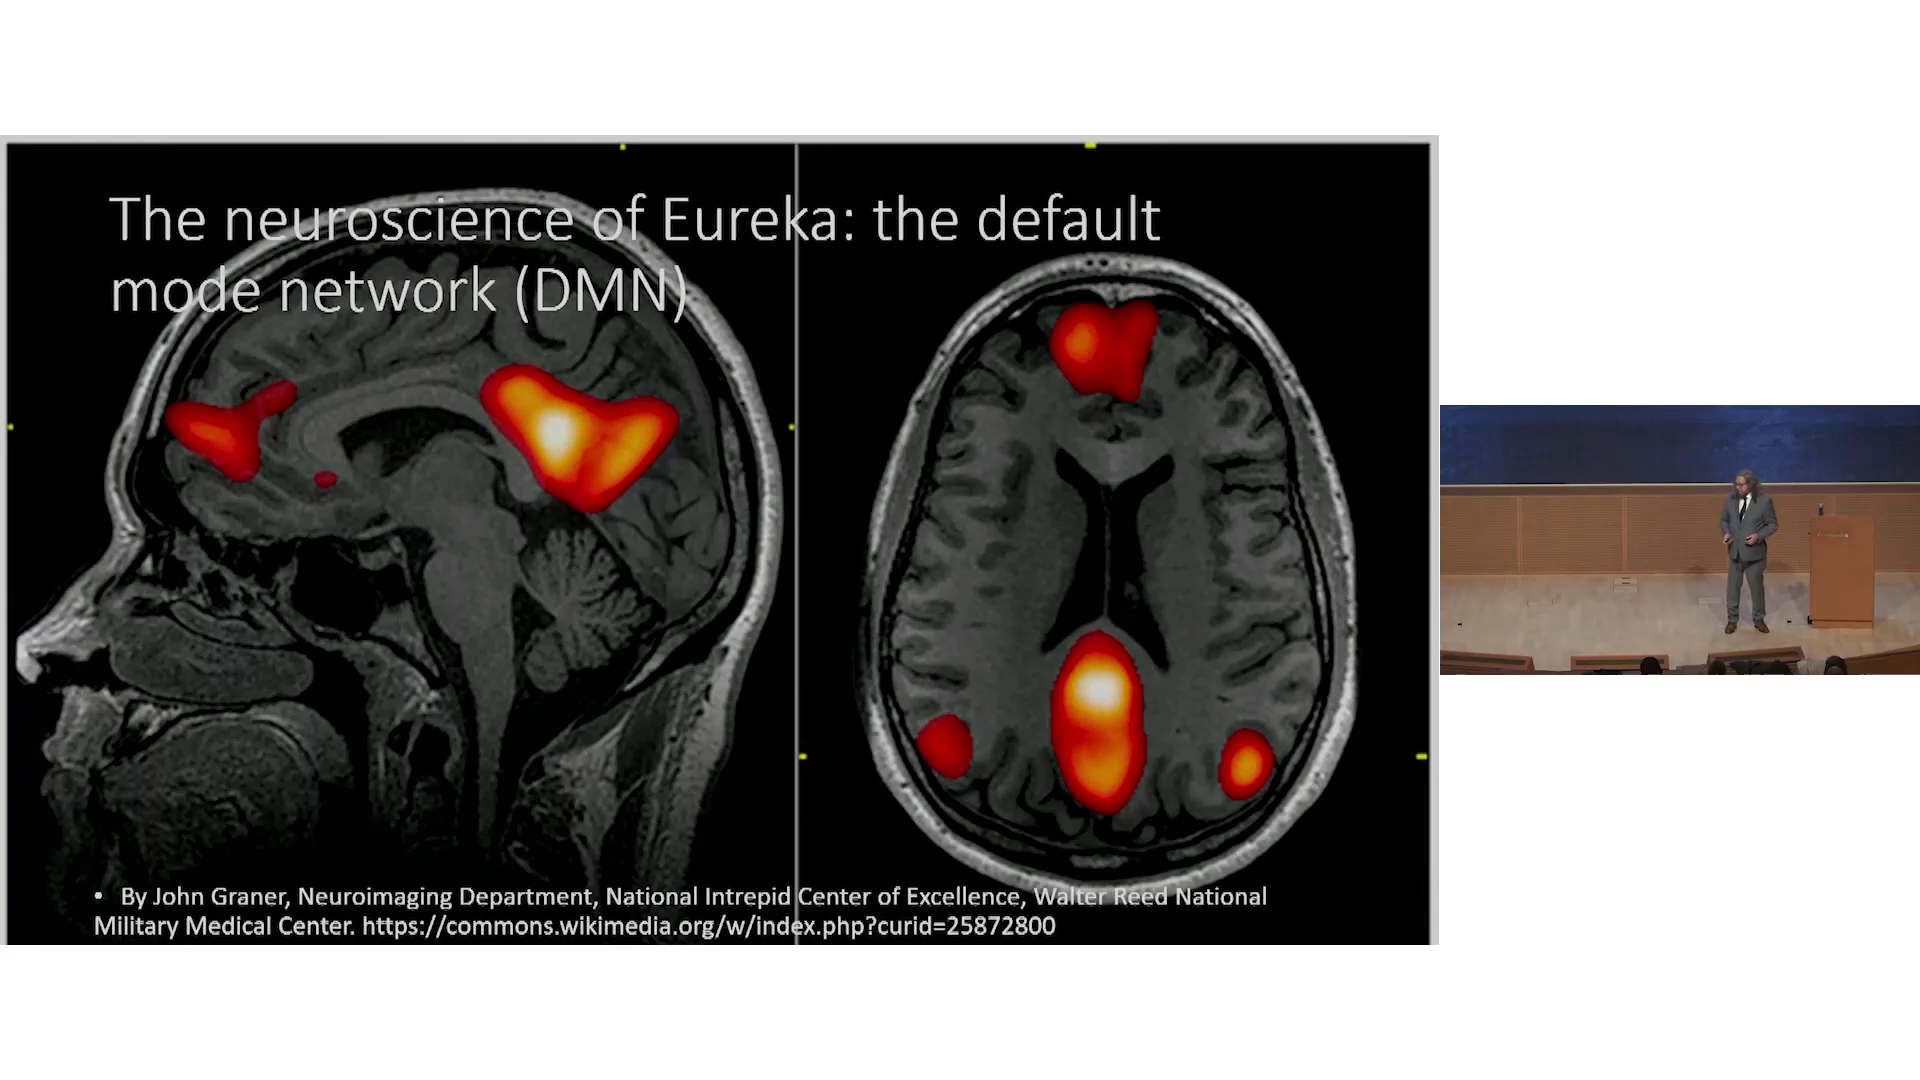 The neuroscience of Eureka: the default
mode network (DMN)
• By John Graner, Neuroimaging Department, National Intrepid Center of Excellence, Walter Reed National
Military Medical Center. https://commons.wikimedia.org/w/index.php?curid=25872800